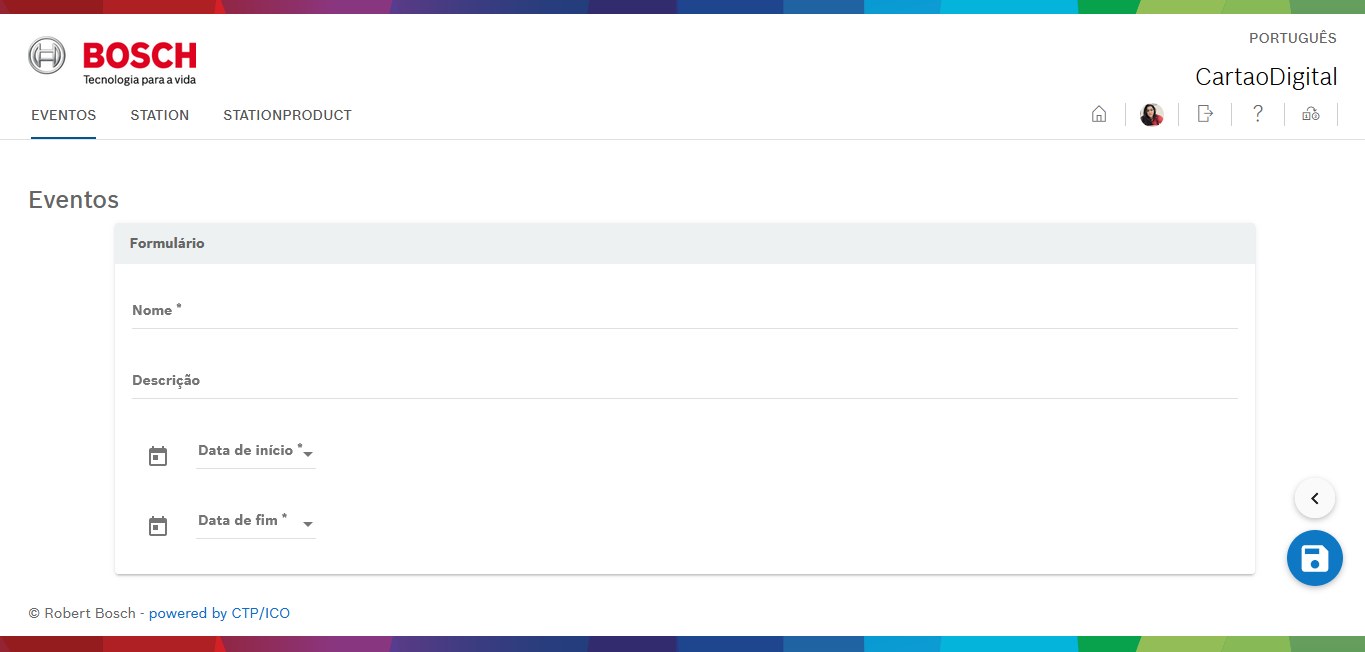 BOSCH
Tecnologia para a vida
PORTUGUÊS
CartaoDigital
EVENTOS STATION STATIONPRODUCT
?
Eventos
Formulário
Nome *
Descrição
Data de início *
Data de fim *
© Robert Bosch - powered by CTP/ICO